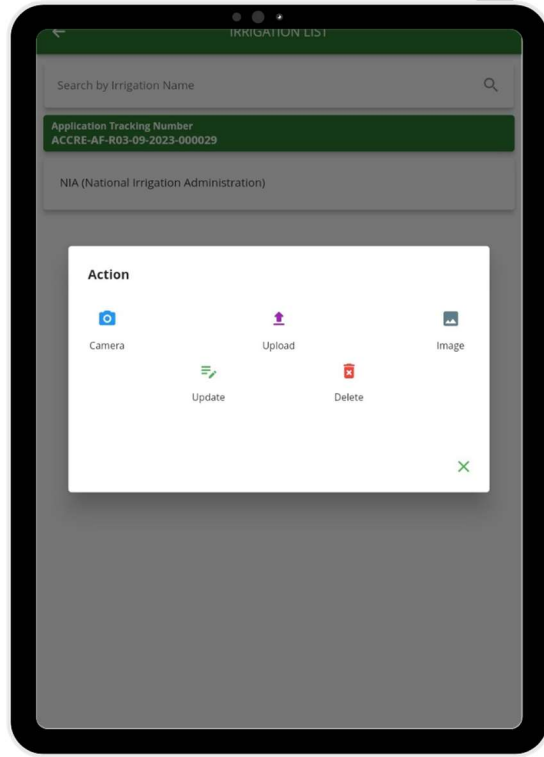 IRRIGATION LIST
Search by Irrigation Name
Application Tracking Number
ACCRE-AF-R03-09-2023-000029
NIA (National Irrigation Administration)
Action
Camera Upload Image
Update Delete